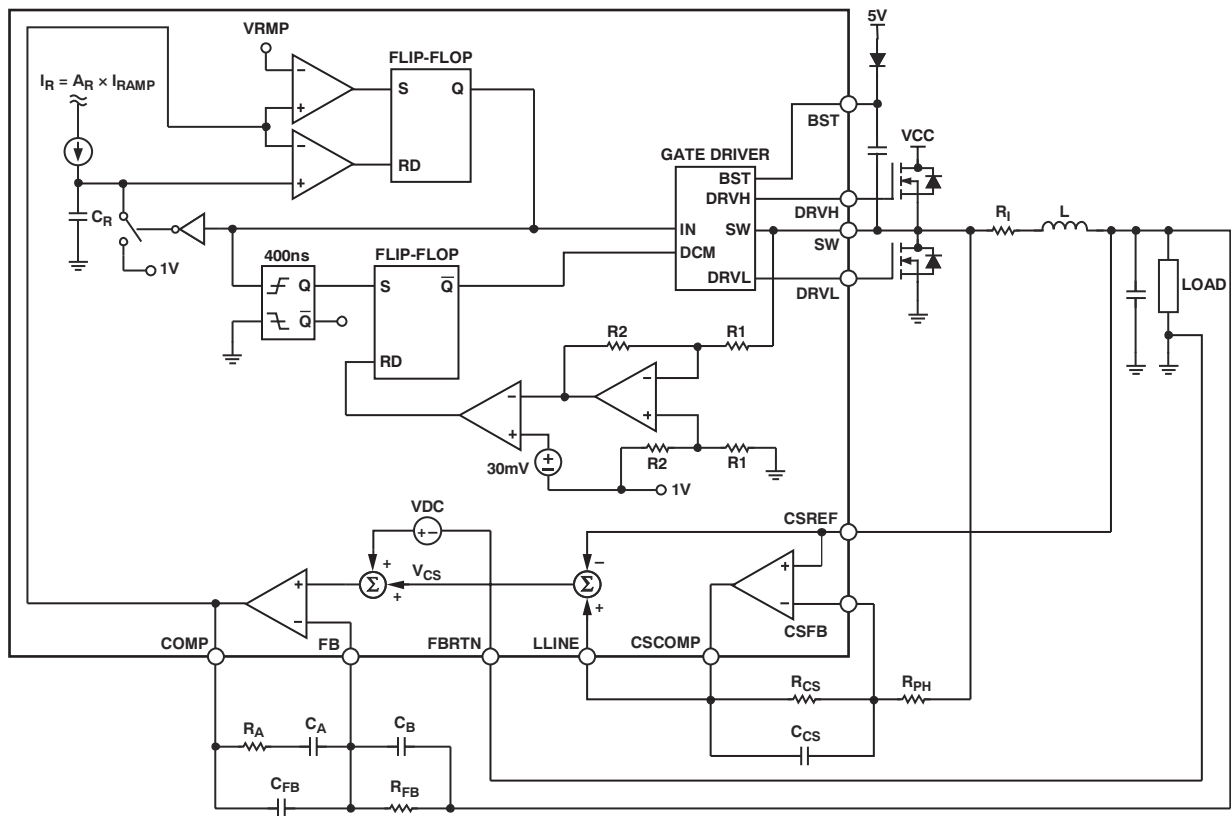 5V
VRMP
FLIP-FLOP
I_R = A_R × I_RAMP
S
Q
BST
VCC
RD
GATE DRIVER
BST
DRVH
DRVH
R_I
L
C_R
IN
SW
SW
1V
DCM
400ns
FLIP-FLOP
DRVL
DRVL
LOAD
Q
S
Q̅
Q̅
R2
R1
RD
R2
R1
30mV
1V
VDC
CSREF
V_CS
Σ
Σ
CSFB
COMP
FB
FBRTN
LLINE
CSCOMP
R_CS
R_PH
R_A
C_A
C_B
C_CS
C_FB
R_FB